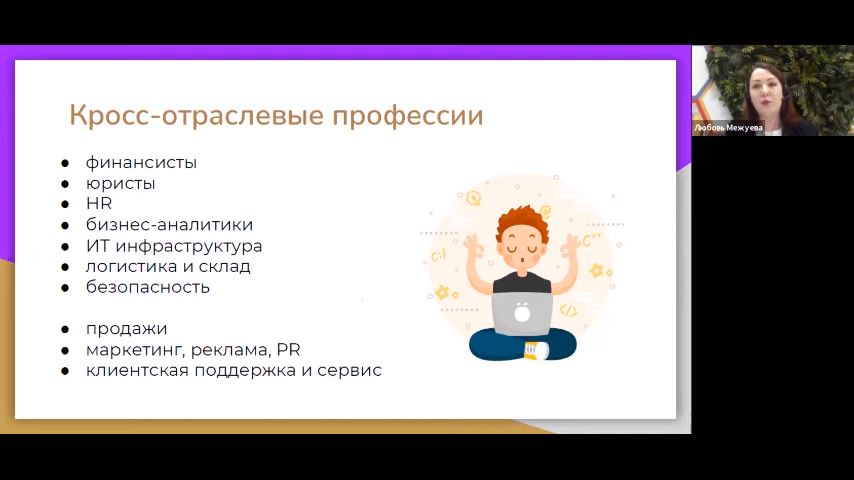 Кросс-отраслевые профессии
● финансисты
● юристы
● HR
● бизнес-аналитики
● ИТ инфраструктура
● логистика и склад
● безопасность
● продажи
● маркетинг, реклама, PR
● клиентская поддержка и сервис
Любовь Межуева
C++
c:\
</>